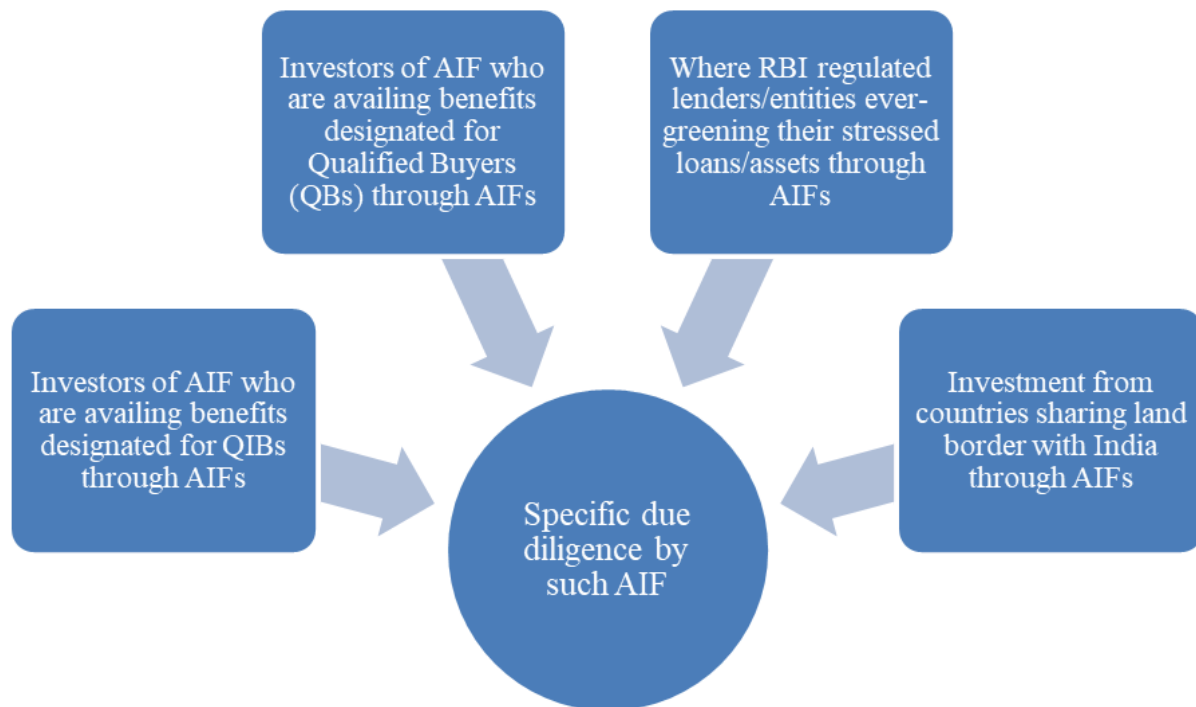 Investors of AIF who
are availing benefits
designated for
Qualified Buyers
(QBs) through AIFs
Where RBI regulated
lenders/entities ever-
greening their stressed
loans/assets through
AIFs
Investors of AIF who
are availing benefits
designated for QIBs
through AIFs
Investment from
countries sharing land
border with India
through AIFs
Specific due
diligence by
such AIF